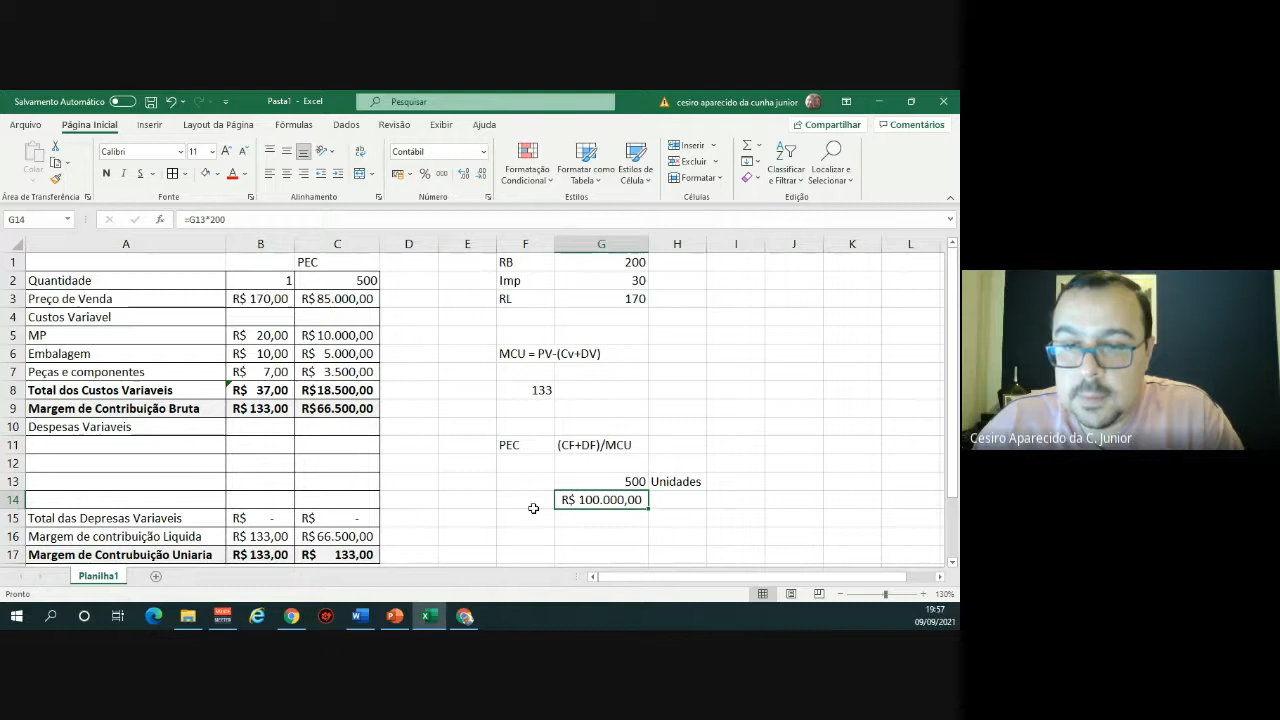 Salvamento Automático
Pasta1 - Excel
Pesquisar
cesiro aparecido da cunha junior
Arquivo
Página Inicial
Inserir
Layout da Página
Fórmulas
Dados
Revisão
Exibir
Ajuda
Compartilhar
Comentários
Colar
Calibri
11
N I S
Contábil
% 000
Formatação Condicional
Formatar como Tabela
Estilos de Célula
Inserir
Excluir
Formatar
Classificar e Filtrar
Localizar e Selecionar
Área de Transferência
Fonte
Alinhamento
Número
Estilos
Células
Edição
G14
fx
=G13*200
A B C D E F G H I J K L
1 PEC RB 200
2 Quantidade 1 500 Imp 30
3 Preço de Venda R$ 170,00 R$85.000,00 RL 170
4 Custos Variavel
5 MP R$ 20,00 R$10.000,00
6 Embalagem R$ 10,00 R$ 5.000,00 MCU = PV-(Cv+DV)
7 Peças e componentes R$ 7,00 R$ 3.500,00
8 Total dos Custos Variaveis R$ 37,00 R$18.500,00 133
9 Margem de Contribuição Bruta R$ 133,00 R$66.500,00
10 Despesas Variaveis
11 PEC (CF+DF)/MCU
12
13 500 Unidades
14 R$ 100.000,00
15 Total das Depresas Variaveis R$ - R$ -
16 Margem de contribuição Liquida R$ 133,00 R$66.500,00
17 Margem de Contrubuição Uniaria R$ 133,00 R$ 133,00
Planilha1
Pronto
130%
19:57
09/09/2021
Cesiro Aparecido da C. Junior